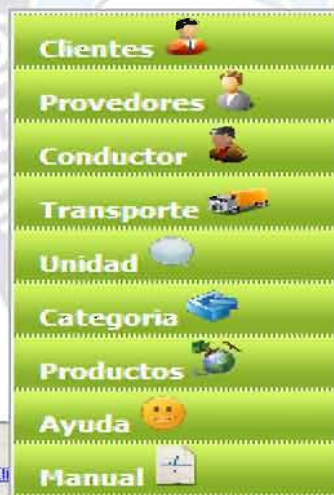 Clientes
Provedores
Conductor
Transporte
Unidad
Categoria
Productos
Ayuda
Manual